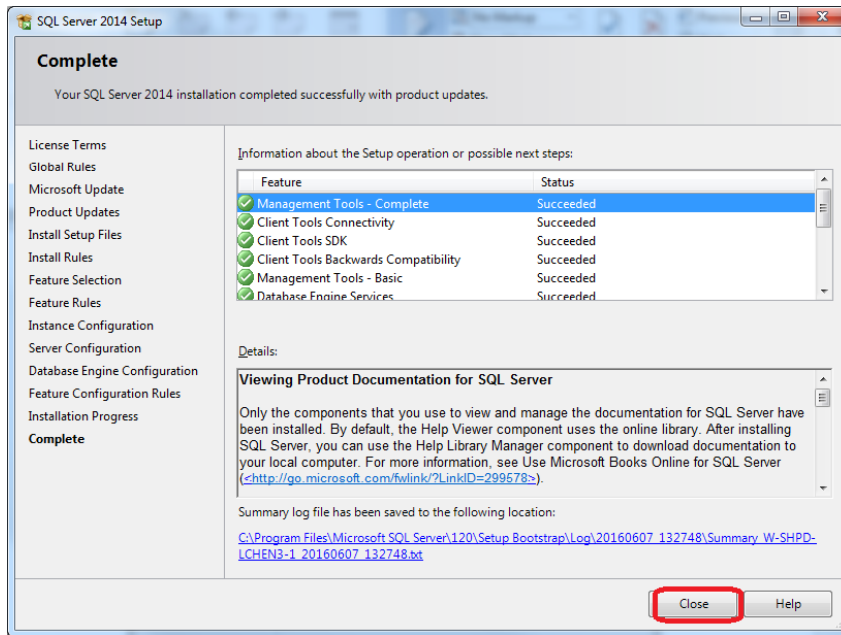 SQL Server 2014 Setup
Complete
Your SQL Server 2014 installation completed successfully with product updates.
License Terms
Global Rules
Microsoft Update
Product Updates
Install Setup Files
Install Rules
Feature Selection
Feature Rules
Instance Configuration
Server Configuration
Database Engine Configuration
Feature Configuration Rules
Installation Progress
Complete
Information about the Setup operation or possible next steps:
Feature Status
Management Tools - Complete Succeeded
Client Tools Connectivity Succeeded
Client Tools SDK Succeeded
Client Tools Backwards Compatibility Succeeded
Management Tools - Basic Succeeded
Database Engine Services Succeeded
Details:
Viewing Product Documentation for SQL Server
Only the components that you use to view and manage the documentation for SQL Server have
been installed. By default, the Help Viewer component uses the online library. After installing
SQL Server, you can use the Help Library Manager component to download documentation to
your local computer. For more information, see Use Microsoft Books Online for SQL Server
(<http://go.microsoft.com/fwlink/?LinkID=299578>).
Summary log file has been saved to the following location:
C:\Program Files\Microsoft SQL Server\120\Setup Bootstrap\Log\20160607_132748\Summary_W-SHPD-
LCHEN3-1_20160607_132748.txt
Close
Help